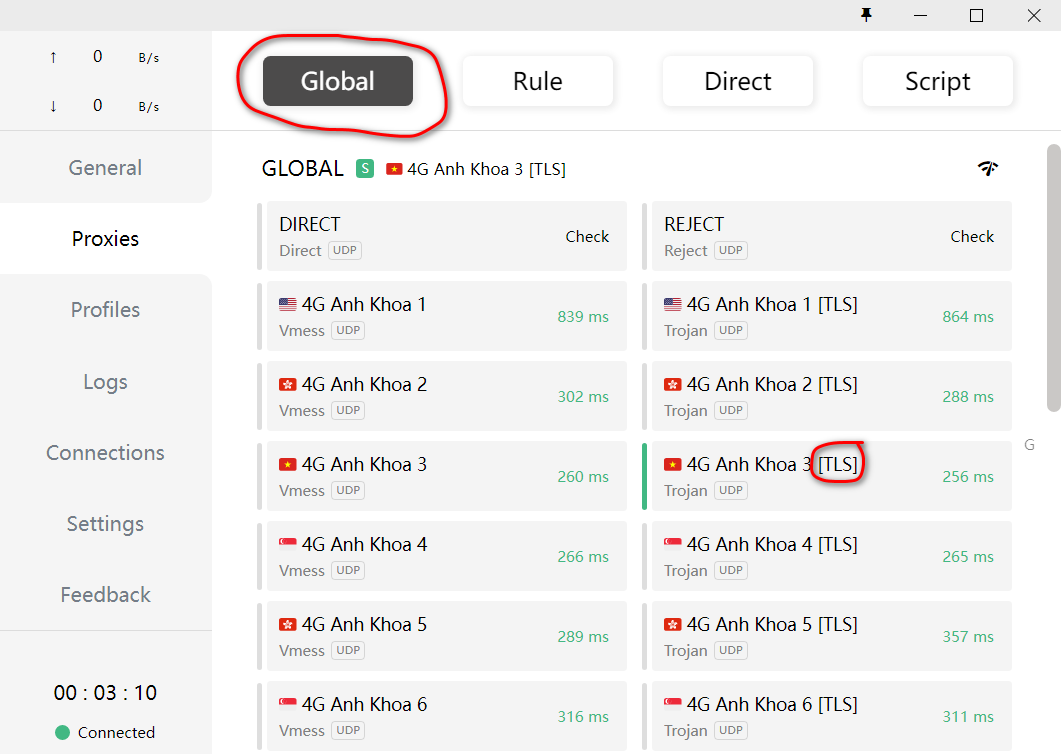 ↑ 0 B/s
↓ 0 B/s
Global Rule Direct Script
General
Proxies
Profiles
Logs
Connections
Settings
Feedback
00 : 03 : 10
Connected
GLOBAL S 4G Anh Khoa 3 [TLS]
DIRECT
Direct UDP
Check
REJECT
Reject UDP
Check
4G Anh Khoa 1
Vmess UDP
839 ms
4G Anh Khoa 1 [TLS]
Trojan UDP
864 ms
4G Anh Khoa 2
Vmess UDP
302 ms
4G Anh Khoa 2 [TLS]
Trojan UDP
288 ms
4G Anh Khoa 3
Vmess UDP
260 ms
4G Anh Khoa 3 [TLS]
Trojan UDP
256 ms
G
4G Anh Khoa 4
Vmess UDP
266 ms
4G Anh Khoa 4 [TLS]
Trojan UDP
265 ms
4G Anh Khoa 5
Vmess UDP
289 ms
4G Anh Khoa 5 [TLS]
Trojan UDP
357 ms
4G Anh Khoa 6
Vmess UDP
316 ms
4G Anh Khoa 6 [TLS]
Trojan UDP
311 ms